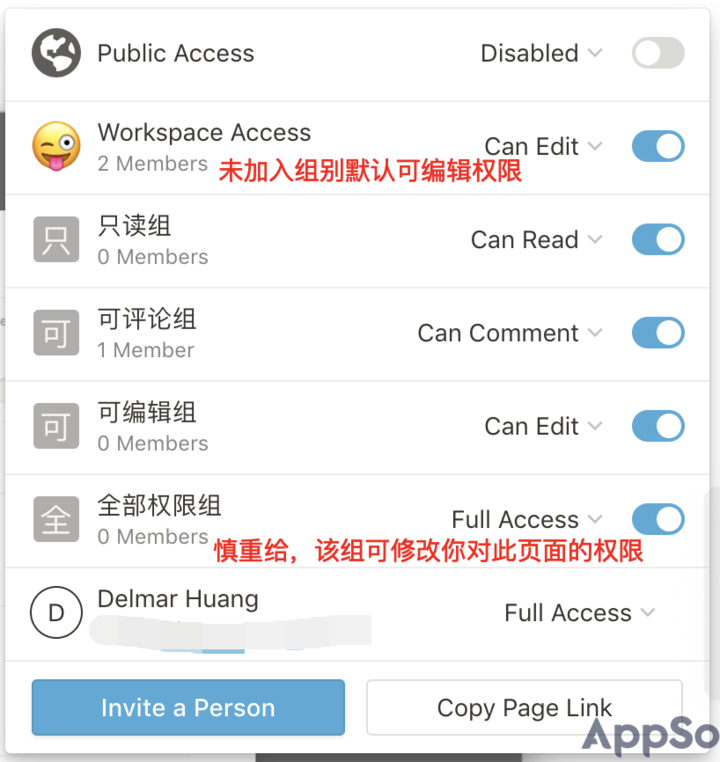 Public Access
Disabled
Workspace Access
2 Members
Can Edit
未加入组别默认可编辑权限
只
只读组
0 Members
Can Read
可
可评论组
1 Member
Can Comment
可
可编辑组
0 Members
Can Edit
全
全部权限组
0 Members
Full Access
慎重给，该组可修改你对此页面的权限
D
Delmar Huang
Full Access
Invite a Person
Copy Page Link
AppSo